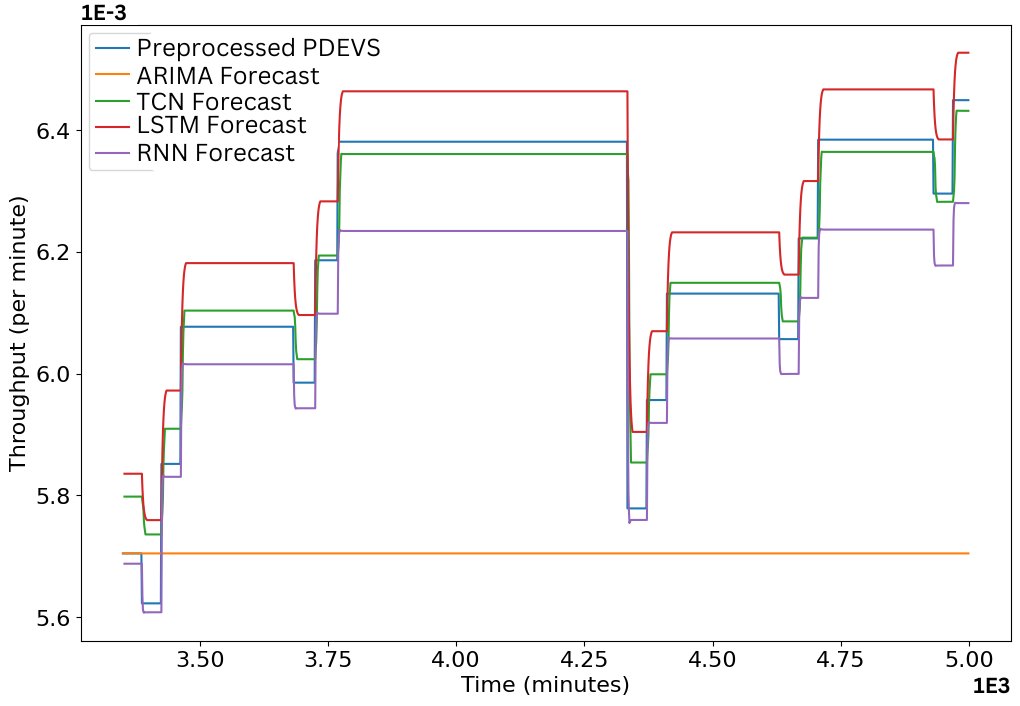 1E-3
Preprocessed PDEVS
ARIMA Forecast
TCN Forecast
LSTM Forecast
RNN Forecast
Throughput (per minute)
6.4
6.2
6.0
5.8
5.6
3.50 3.75 4.00 4.25 4.50 4.75 5.00
Time (minutes)
1E3